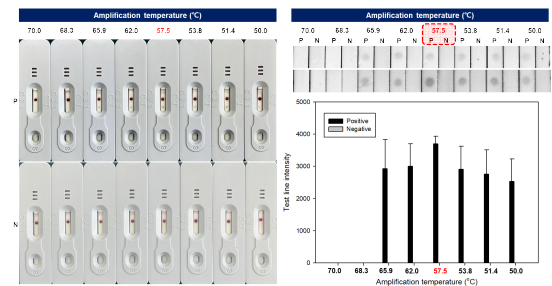 Amplification temperature (°C)
70.0 68.3 65.9 62.0 57.5 53.8 51.4 50.0
P
N
Amplification temperature (°C)
70.0 68.3 65.9 62.0 57.5 53.8 51.4 50.0
P N P N P N P N P N P N P N P N
5000
4000
3000
2000
1000
0
Test line intensity
Positive
Negative
70.0 68.3 65.9 62.0 57.5 53.8 51.4 50.0
Amplification temperature (°C)